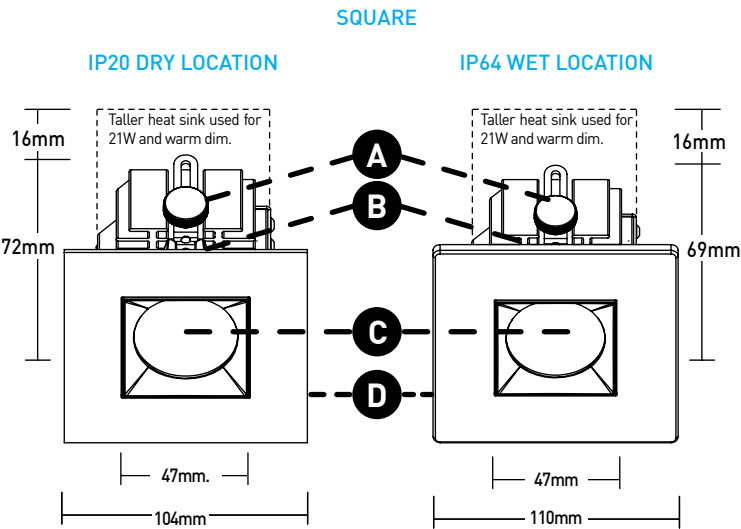 SQUARE
IP20 DRY LOCATION
IP64 WET LOCATION
Taller heat sink used for
21W and warm dim.
Taller heat sink used for
21W and warm dim.
16mm
16mm
A
B
72mm
69mm
C
D
47mm.
47mm
104mm
110mm